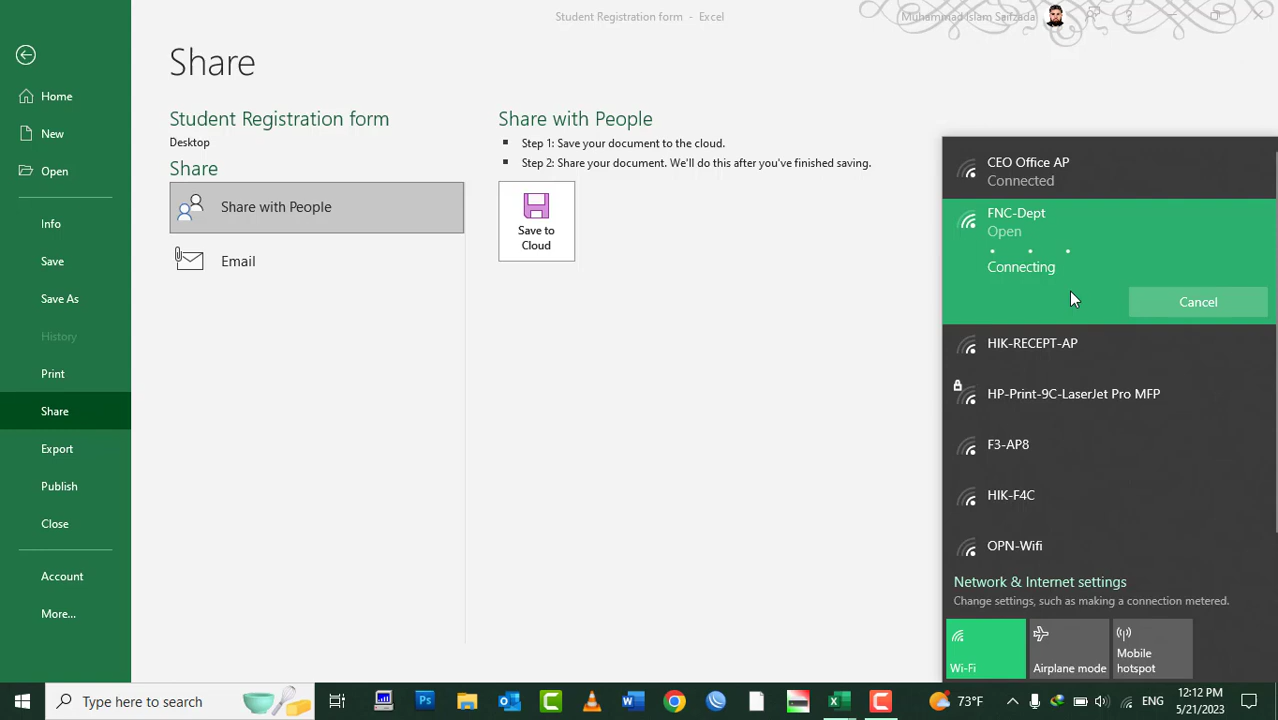 Student Registration form - Excel
Muhammad Islam Saifzada
?
Share
Home
New
Open
Info
Save
Save As
History
Print
Share
Export
Publish
Close
Account
More...
Student Registration form
Desktop
Share
Share with People
Email
Share with People
Step 1: Save your document to the cloud.
Step 2: Share your document. We'll do this after you've finished saving.
Save to
Cloud
CEO Office AP
Connected
FNC-Dept
Open
Connecting
Cancel
HIK-RECEPT-AP
HP-Print-9C-LaserJet Pro MFP
F3-AP8
HIK-F4C
OPN-Wifi
Network & Internet settings
Change settings, such as making a connection metered.
Wi-Fi
Airplane mode
Mobile
hotspot
Type here to search
73°F
ENG
12:12 PM
5/21/2023